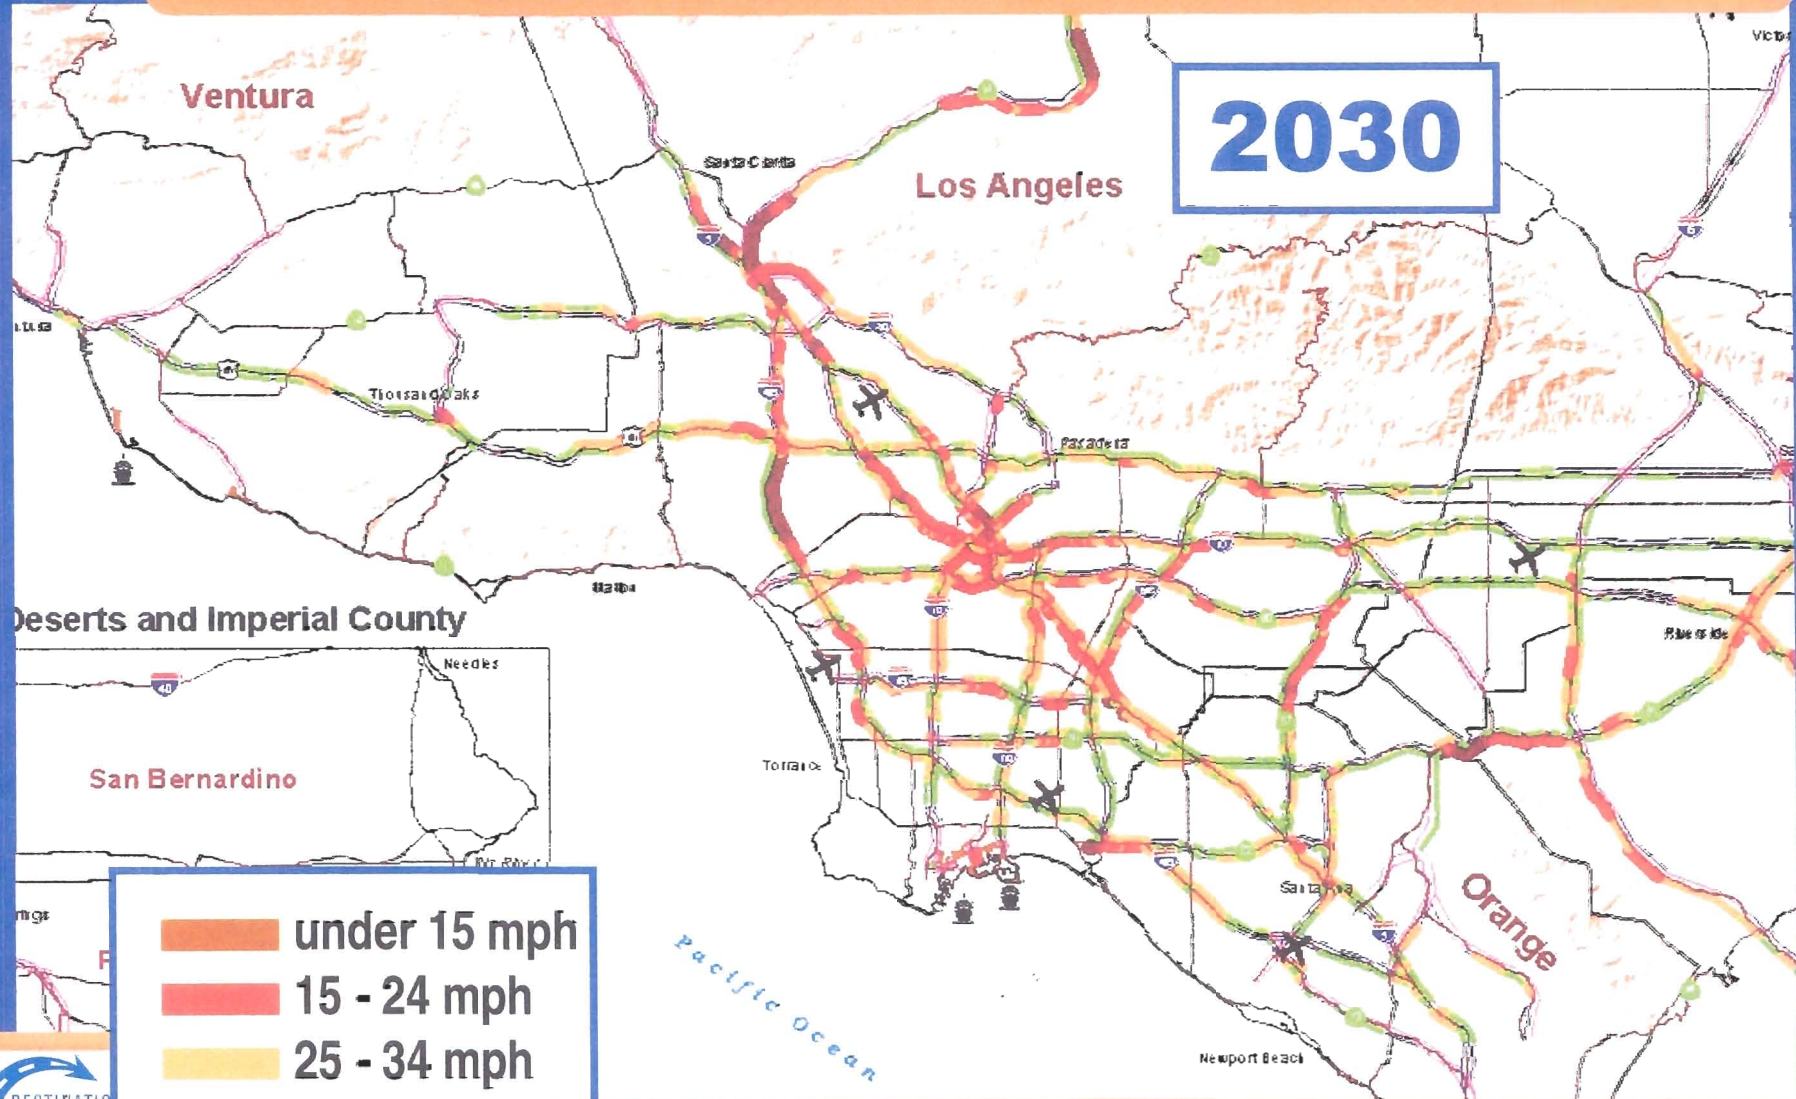 2030
Ventura
Los Angeles
Santa Clarita
Thousand Oaks
Pasadena
Malibu
Deserts and Imperial County
Needles
Riverside
San Bernardino
Torrance
Santa Ana
Orange
Pacific Ocean
Newport Beach
under 15 mph
15 - 24 mph
25 - 34 mph